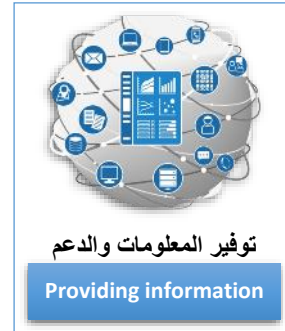 توفير المعلومات والدعم
Providing information